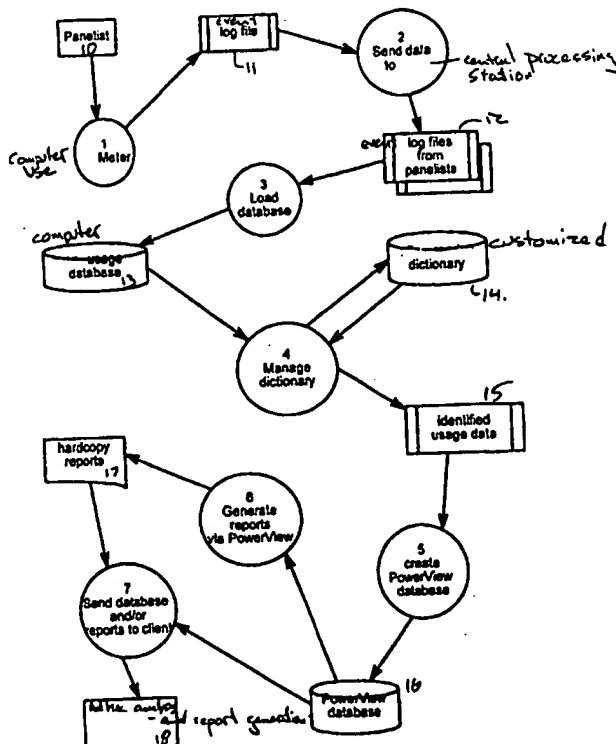 Panelist
10
event
log file
11
2
Send data
to
central processing
Station
1
Meter
computer
use
event
log files
from
panelists
12
3
Load
database
computer
usage
database
13
customized
dictionary
14.
4
Manage
dictionary
15
identified
usage data
hardcopy
reports
17
6
Generate
reports
via PowerView
5
create
PowerView
database
7
Send database
and/or
reports to client
16
PowerView
database
and report generation
18